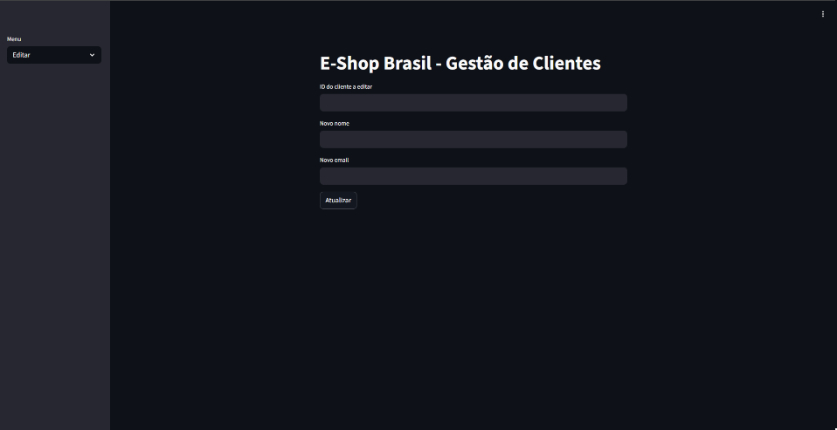 Menu
Editar
E-Shop Brasil - Gestão de Clientes
ID do cliente a editar
Novo nome
Novo email
Atualizar